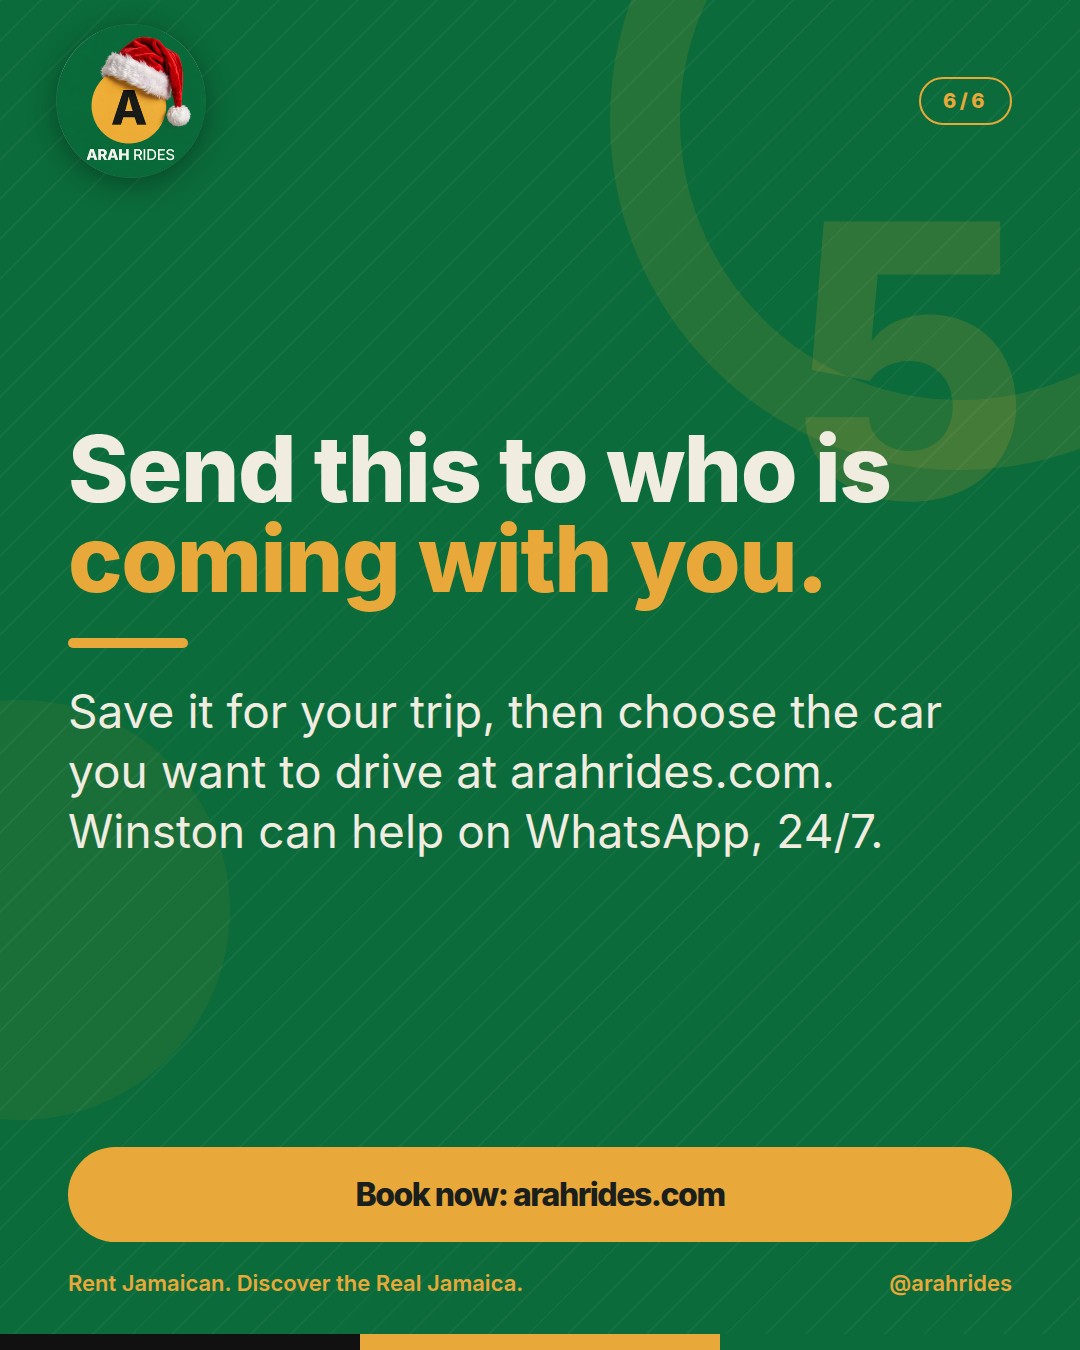 A
ARAH RIDES
6/6
5
Send this to who is
coming with you.
Save it for your trip, then choose the car
you want to drive at arahrides.com.
Winston can help on WhatsApp, 24/7.
Book now: arahrides.com
Rent Jamaican. Discover the Real Jamaica.
@arahrides